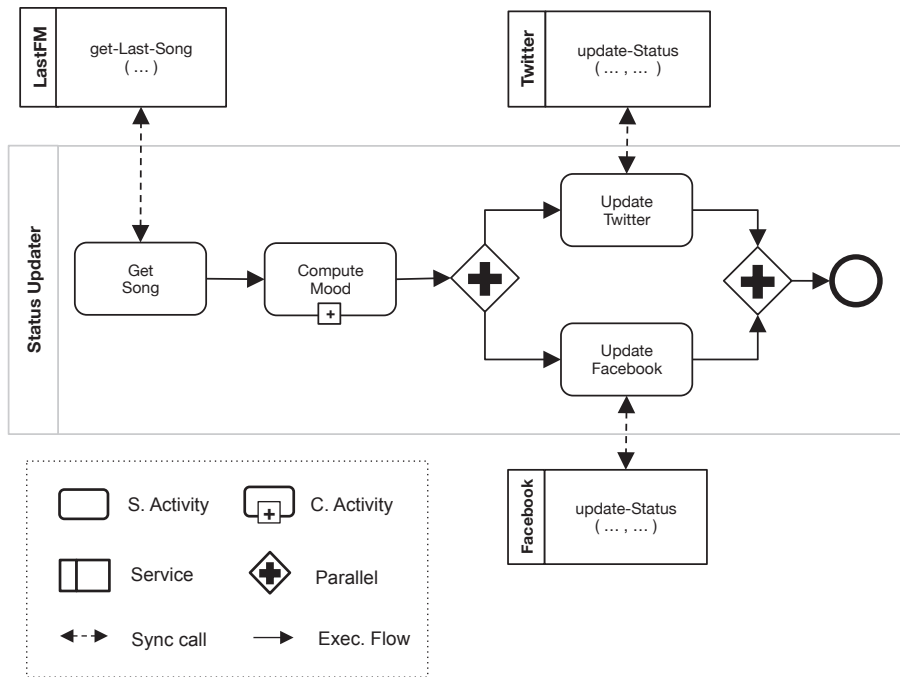 LastFM
get-Last-Song
( ... )
Twitter
update-Status
( ... , ... )
Status Updater
Get
Song
Compute
Mood
+
Update
Twitter
Update
Facebook
Facebook
update-Status
( ... , ... )
S. Activity
+
C. Activity
Service
Parallel
Sync call
Exec. Flow